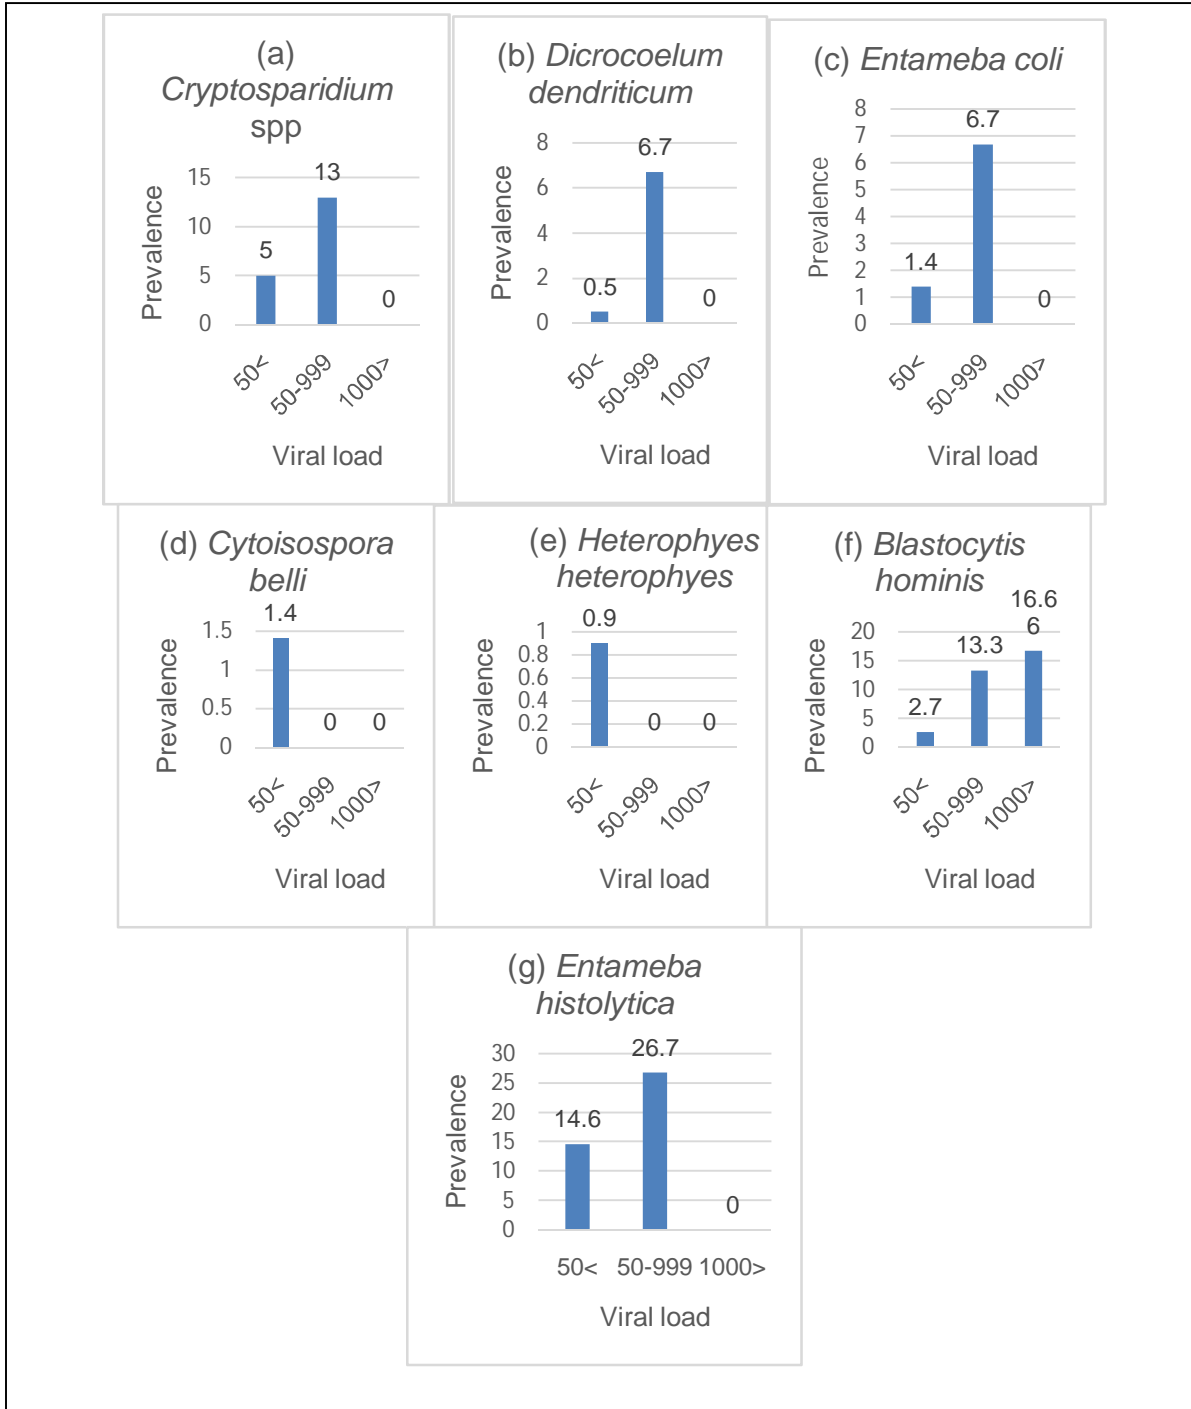 (a)
Cryptosparidium
spp
Prevalence
15
10
5
0
5
13
0
50<
50-999
1000>
Viral load
(b) Dicrocoelum
dendriticum
Prevalence
8
6
4
2
0
0.5
6.7
0
50<
50-999
1000>
Viral load
(c) Entameba coli
Prevalence
8
7
6
5
4
3
2
1
0
1.4
6.7
0
50<
50-999
1000>
Viral load
(d) Cytoisospora
belli
Prevalence
1.5
1
0.5
0
1.4
0
0
50<
50-999
1000>
Viral load
(e) Heterophyes
heterophyes
Prevalence
1
0.8
0.6
0.4
0.2
0
0.9
0
0
50<
50-999
1000>
Viral load
(f) Blastocytis
hominis
Prevalence
20
15
10
5
0
2.7
13.3
16.6
6
50<
50-999
1000>
Viral load
(g) Entameba
histolytica
Prevalence
30
25
20
15
10
5
0
14.6
26.7
0
50< 50-999 1000>
Viral load